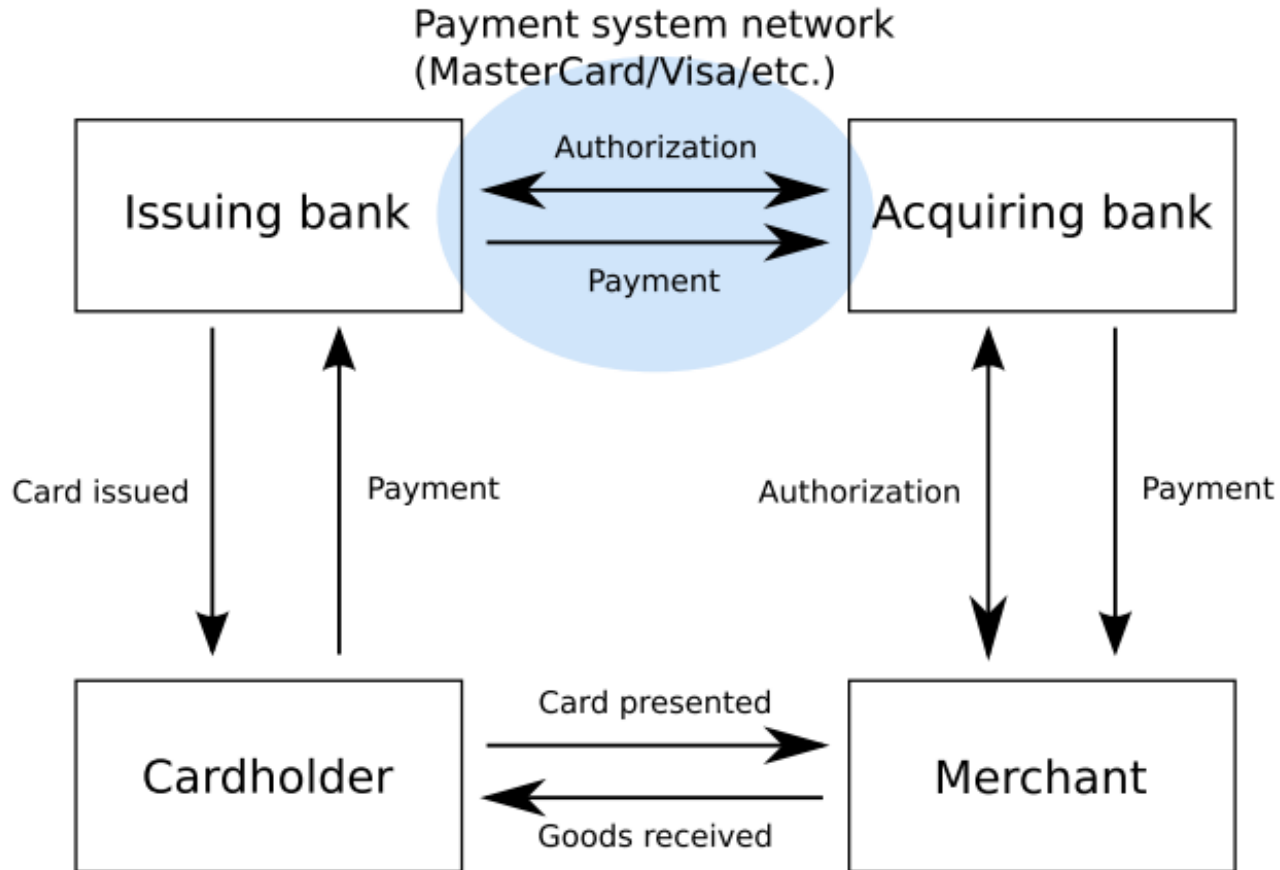 Payment system network
(MasterCard/Visa/etc.)
Authorization
Issuing bank
Acquiring bank
Payment
Card issued
Payment
Authorization
Payment
Card presented
Cardholder
Merchant
Goods received